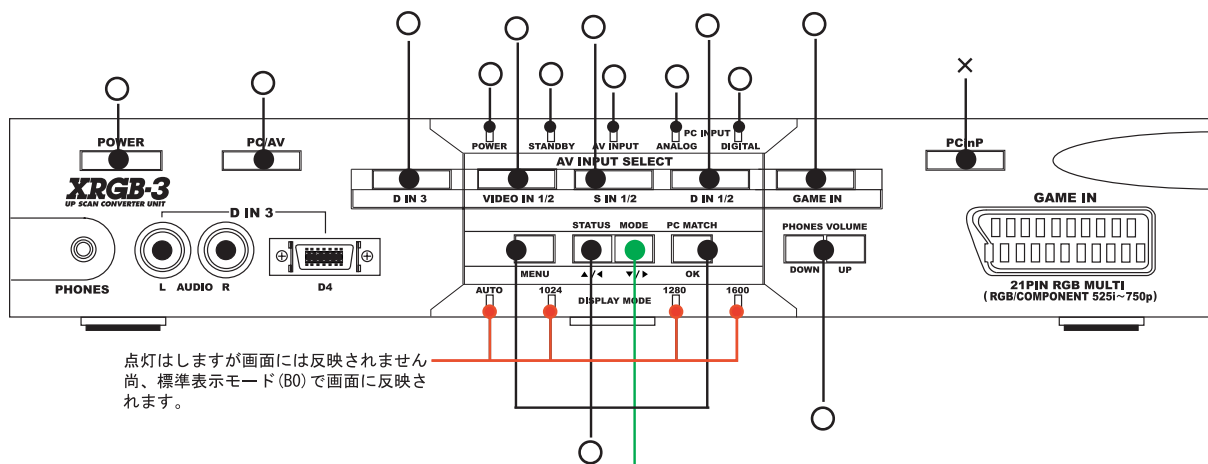 ×
POWER
PC/AV
POWER
STANDBY
AV INPUT
ANALOG
PC INPUT
DIGITAL
PCinP
AV INPUT SELECT
XRGB-3
UP SCAN CONVERTER UNIT
D IN 3
VIDEO IN 1/2
S IN 1/2
D IN 1/2
GAME IN
GAME IN
D IN 3
STATUS
MODE
PC MATCH
PHONES VOLUME
MENU
▲/◀
▼/▶
OK
DOWN
UP
PHONES
L
AUDIO
R
D4
AUTO
1024
DISPLAY MODE
1280
1600
21PIN RGB MULTI
(RGB/COMPONENT 525i~750p)
点灯はしますが画面には反映されません
尚、標準表示モード(B0)で画面に反映さ
れます。